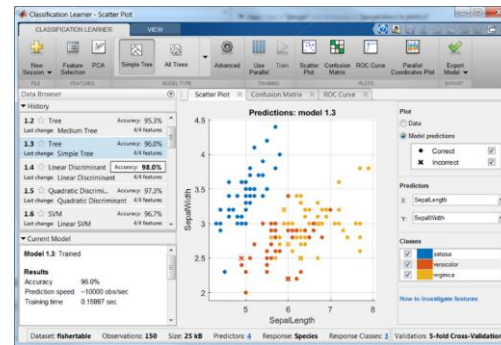 Classification Learner - Scatter Plot
CLASSIFICATION LEARNER
VIEW
New Session
Feature Selection
PCA
Simple Tree
All Trees
Advanced
Use Parallel
Train
Scatter Plot
Confusion Matrix
ROC Curve
Parallel Coordinates Plot
Export Model
FILE
FEATURES
MODEL TYPE
TRAINING
PLOTS
EXPORT
Data Browser
Scatter Plot
Confusion Matrix
ROC Curve
History
1.2 Tree Accuracy: 95.3%
Last change: Medium Tree 4/4 features
1.3 Tree Accuracy: 96.0%
Last change: Simple Tree 4/4 features
1.4 Linear Discriminant Accuracy: 98.0%
Last change: Linear Discriminant 4/4 features
1.5 Quadratic Discrimi... Accuracy: 97.3%
Last change: Quadratic Discriminant 4/4 features
1.6 SVM Accuracy: 96.7%
Last change: Linear SVM 4/4 features
Current Model
Model 1.3: Trained
Results
Accuracy 96.0%
Prediction speed ~10000 obs/sec
Training time 0.15997 sec
Predictions: model 1.3
4.5
4
3.5
3
2.5
2
SepalWidth
5
6
7
8
SepalLength
Plot
Data
Model predictions
Correct
Incorrect
Predictors
X: SepalLength
Y: SepalWidth
Classes
setosa
versicolor
virginica
How to investigate features
Dataset: fishertable Observations: 150 Size: 25 kB Predictors: 4 Response: Species Response Classes: 3 Validation: 5-fold Cross-Validation